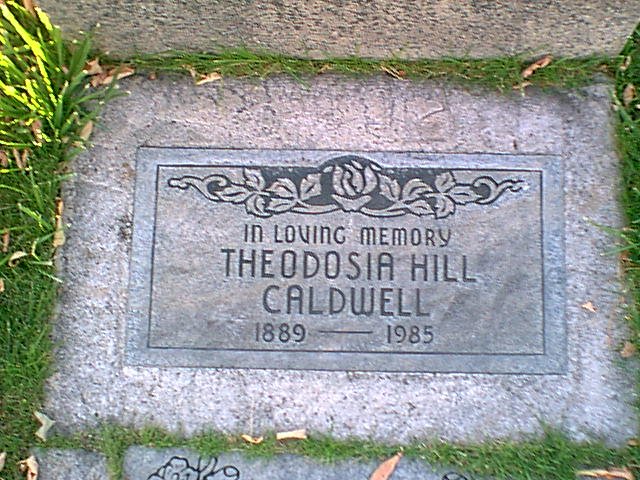 IN LOVING MEMORY
THEODOSIA HILL
CALDWELL
1889 — 1985